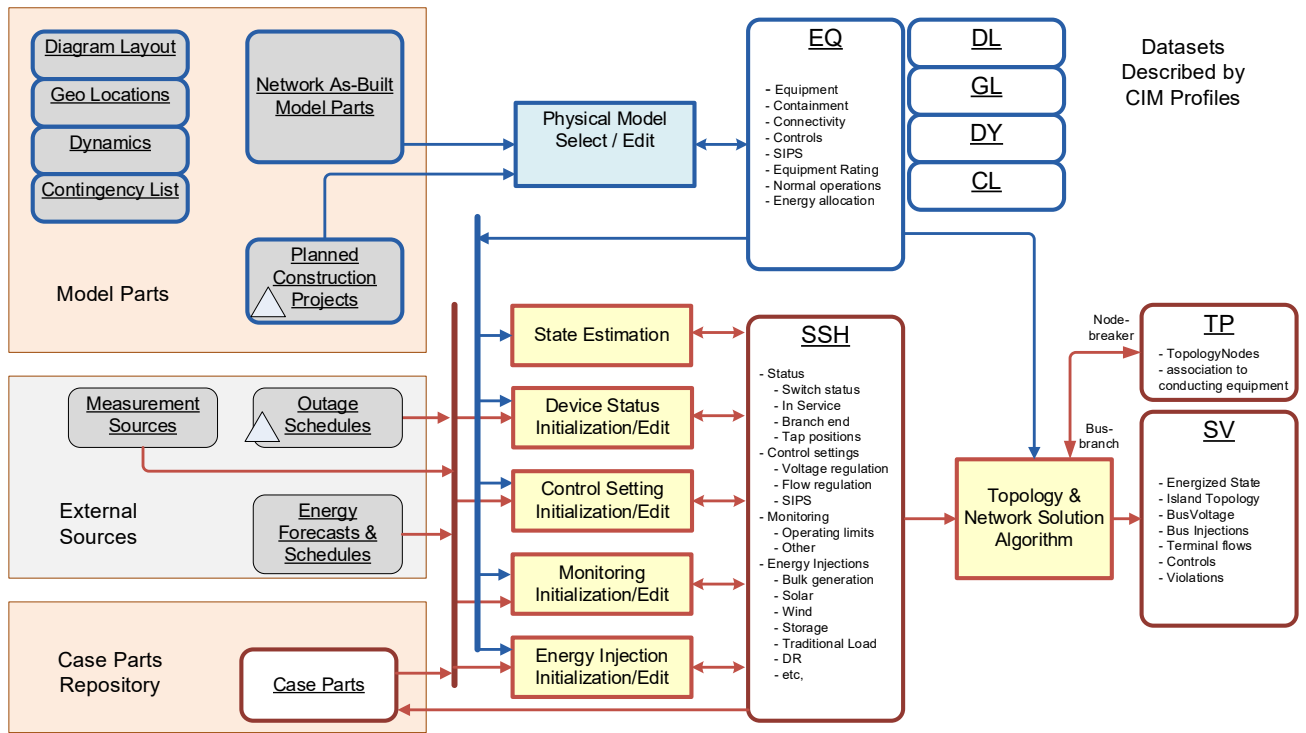 Diagram Layout
Geo Locations
Dynamics
Contingency List
Network As-Built
Model Parts
Planned
Construction
Projects
Model Parts
Physical Model
Select / Edit
EQ
- Equipment
- Containment
- Connectivity
- Controls
- SIPS
- Equipment Rating
- Normal operations
- Energy allocation
DL
GL
DY
CL
Datasets
Described by
CIM Profiles
Measurement
Sources
Outage
Schedules
Energy
Forecasts &
Schedules
External
Sources
Case Parts
Repository
Case Parts
State Estimation
Device Status
Initialization/Edit
Control Setting
Initialization/Edit
Monitoring
Initialization/Edit
Energy Injection
Initialization/Edit
SSH
- Status
- Switch status
- In Service
- Branch end
- Tap positions
- Control settings
- Voltage regulation
- Flow regulation
- SIPS
- Monitoring
- Operating limits
- Other
- Energy Injections
- Bulk generation
- Solar
- Wind
- Storage
- Traditional Load
- DR
- etc,
Topology &
Network Solution
Algorithm
Node-
breaker
Bus-
branch
TP
- TopologyNodes
- association to
conducting equipment
SV
- Energized State
- Island Topology
- BusVoltage
- Bus Injections
- Terminal flows
- Controls
- Violations